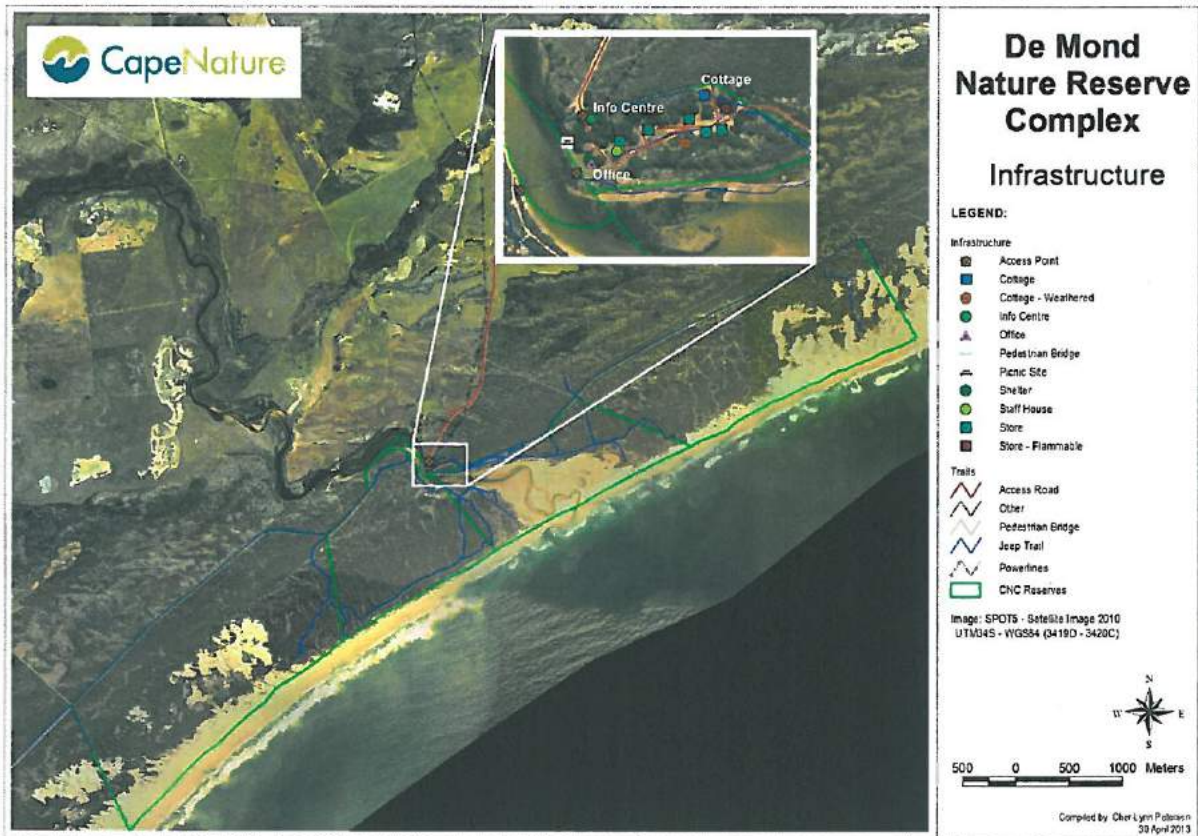 CapeNature
Cottage
Info Centre
Office
De Mond
Nature Reserve
Complex
Infrastructure
LEGEND:
Infrastructure
Access Point
Cottage
Cottage - Weathered
Info Centre
Office
Pedestrian Bridge
Picnic Site
Shelter
Staff House
Store
Store - Flammable
Trails
Access Road
Other
Pedestrian Bridge
Jeep Trail
Powerlines
CNC Reserves
Image: SPOT5 - Satellite Image 2010
UTM34S - WGS84 (3419D - 3420C)
N
W E
S
500 0 500 1000 Meters
Compiled by Cher-Lynn Petersen
30 April 2013